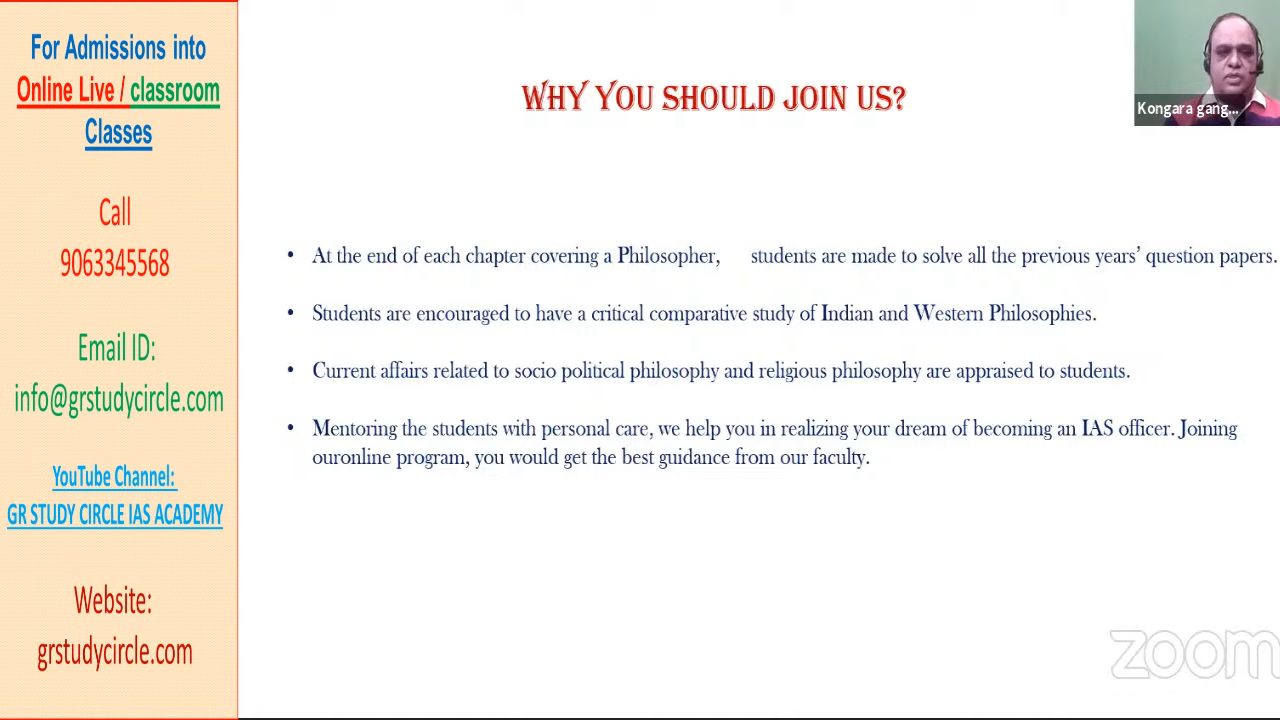 For Admissions into
Online Live / classroom
Classes
Call
9063345568
Email ID:
info@grstudycircle.com
YouTube Channel:
GR STUDY CIRCLE IAS ACADEMY
Website:
grstudycircle.com
WHY YOU SHOULD JOIN US?
• At the end of each chapter covering a Philosopher, students are made to solve all the previous years’ question papers.
• Students are encouraged to have a critical comparative study of Indian and Western Philosophies.
• Current affairs related to socio political philosophy and religious philosophy are appraised to students.
• Mentoring the students with personal care, we help you in realizing your dream of becoming an IAS officer. Joining
ouronline program, you would get the best guidance from our faculty.
Kongara gang...
zoom